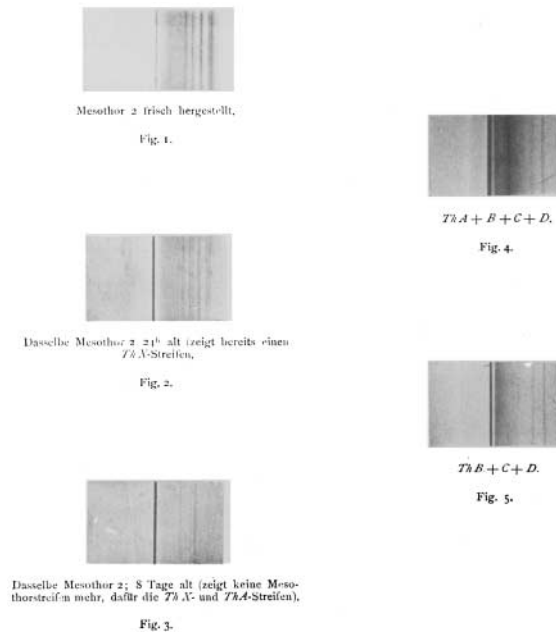 Mesothor 2 frisch hergestellt.
Fig. 1.
Dasselbe Mesothor 2 24ʰ alt (zeigt bereits einen
ThX-Streifen,
Fig. 2.
Dasselbe Mesothor 2; 8 Tage alt (zeigt keine Meso-
thorstreifen mehr, dafür die ThX- und ThA-Streifen),
Fig. 3.
ThA + B + C + D.
Fig. 4.
ThB + C + D.
Fig. 5.